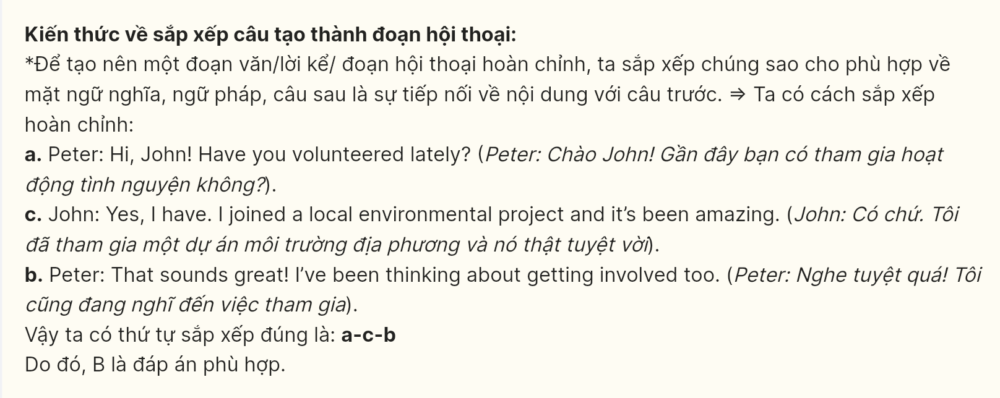 Kiến thức về sắp xếp câu tạo thành đoạn hội thoại:
*Để tạo nên một đoạn văn/lời kể/ đoạn hội thoại hoàn chỉnh, ta sắp xếp chúng sao cho phù hợp về
mặt ngữ nghĩa, ngữ pháp, câu sau là sự tiếp nối về nội dung với câu trước. ⇒ Ta có cách sắp xếp
hoàn chỉnh:
a. Peter: Hi, John! Have you volunteered lately? (Peter: Chào John! Gần đây bạn có tham gia hoạt
động tình nguyện không?).
c. John: Yes, I have. I joined a local environmental project and it’s been amazing. (John: Có chứ. Tôi
đã tham gia một dự án môi trường địa phương và nó thật tuyệt vời).
b. Peter: That sounds great! I’ve been thinking about getting involved too. (Peter: Nghe tuyệt quá! Tôi
cũng đang nghĩ đến việc tham gia).
Vậy ta có thứ tự sắp xếp đúng là: a-c-b
Do đó, B là đáp án phù hợp.